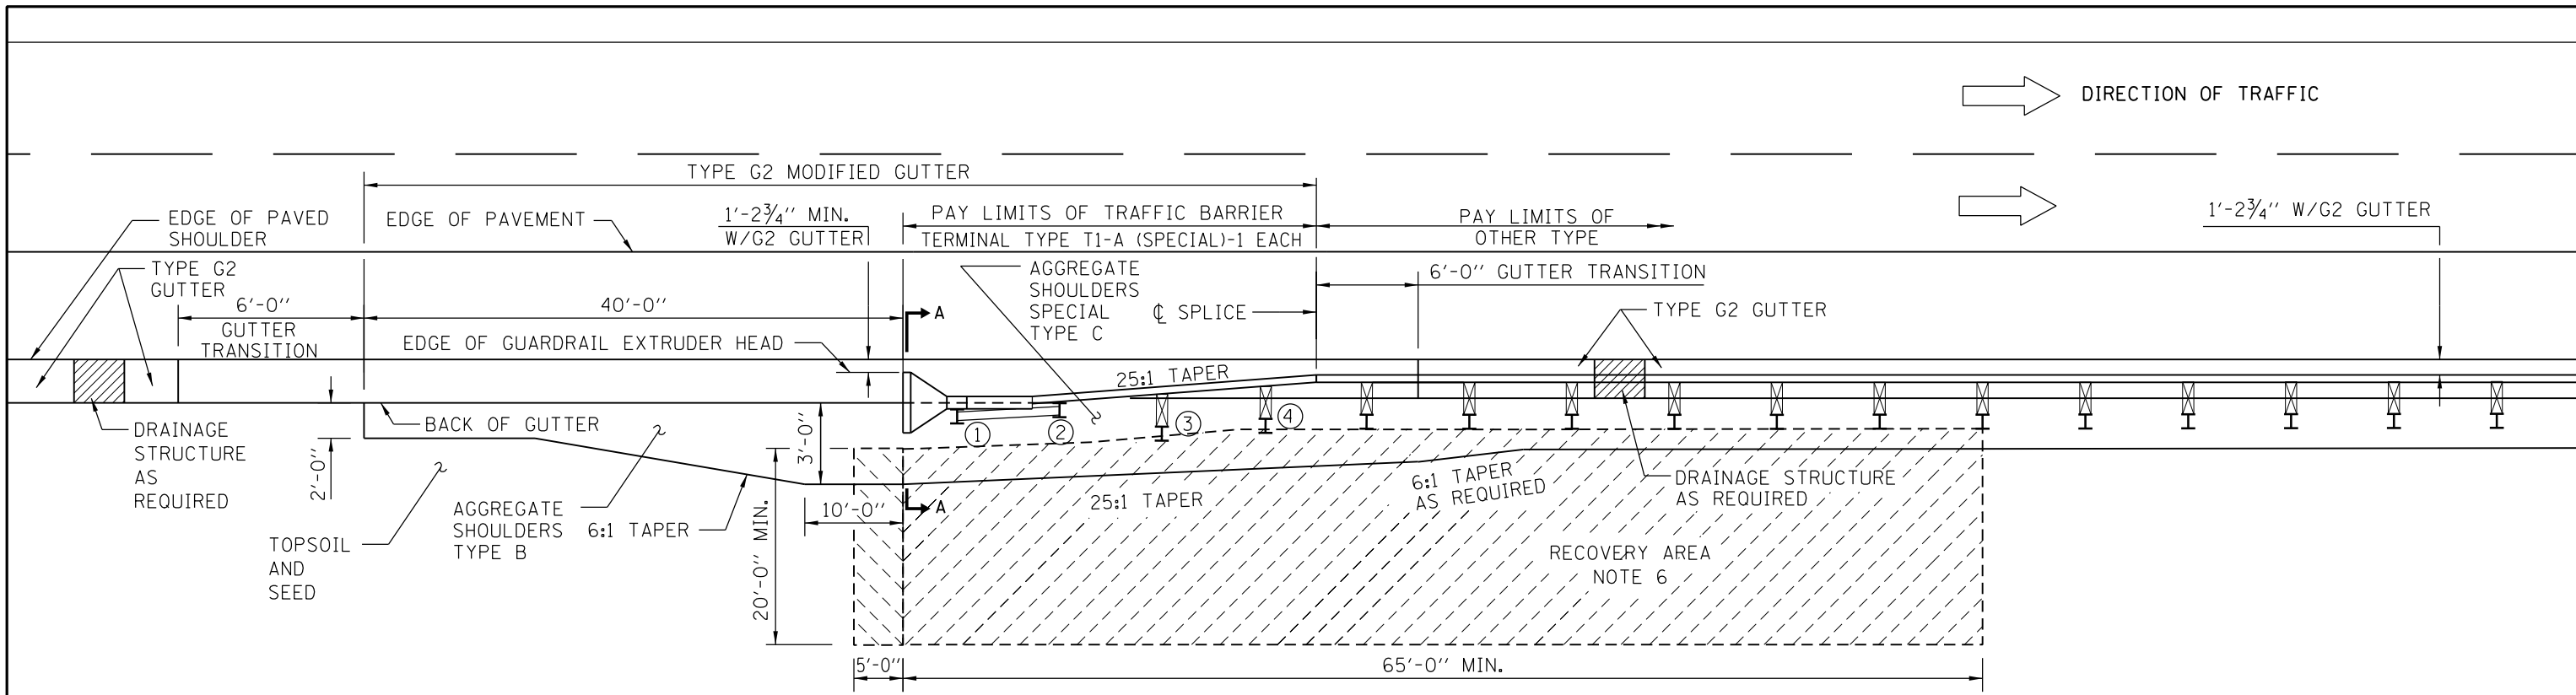 DIRECTION OF TRAFFIC
TYPE G2 MODIFIED GUTTER
EDGE OF PAVED
SHOULDER
EDGE OF PAVEMENT
1'-2¾" MIN.
W/G2 GUTTER
PAY LIMITS OF TRAFFIC BARRIER
TERMINAL TYPE T1-A (SPECIAL)-1 EACH
PAY LIMITS OF
OTHER TYPE
1'-2¾" W/G2 GUTTER
TYPE G2
GUTTER
6'-0"
GUTTER
TRANSITION
40'-0"
EDGE OF GUARDRAIL EXTRUDER HEAD
A
AGGREGATE
SHOULDERS
SPECIAL
TYPE C
℄ SPLICE
6'-0" GUTTER TRANSITION
TYPE G2 GUTTER
25:1 TAPER
BACK OF GUTTER
DRAINAGE
STRUCTURE
AS
REQUIRED
2'-0"
3'-0"
1
2
3
4
TOPSOIL
AND
SEED
AGGREGATE
SHOULDERS
TYPE B
6:1 TAPER
10'-0"
A
20'-0" MIN.
25:1 TAPER
6:1 TAPER
AS REQUIRED
DRAINAGE STRUCTURE
AS REQUIRED
RECOVERY AREA
NOTE 6
5'-0"
65'-0" MIN.